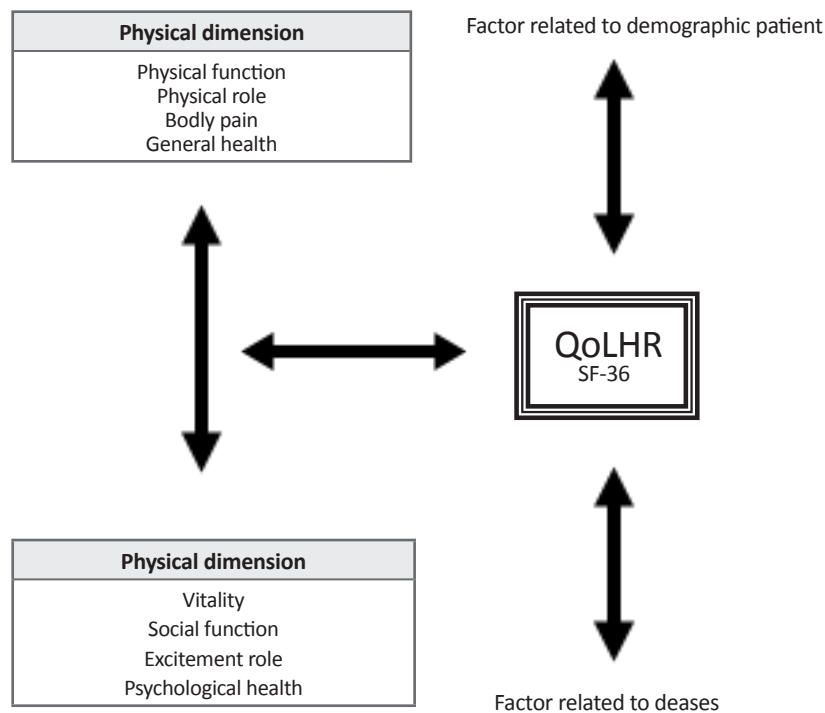 Physical dimension
Physical function
Physical role
Bodily pain
General health
Factor related to demographic patient
QoLHR
SF-36
Physical dimension
Vitality
Social function
Excitement role
Psychological health
Factor related to deases